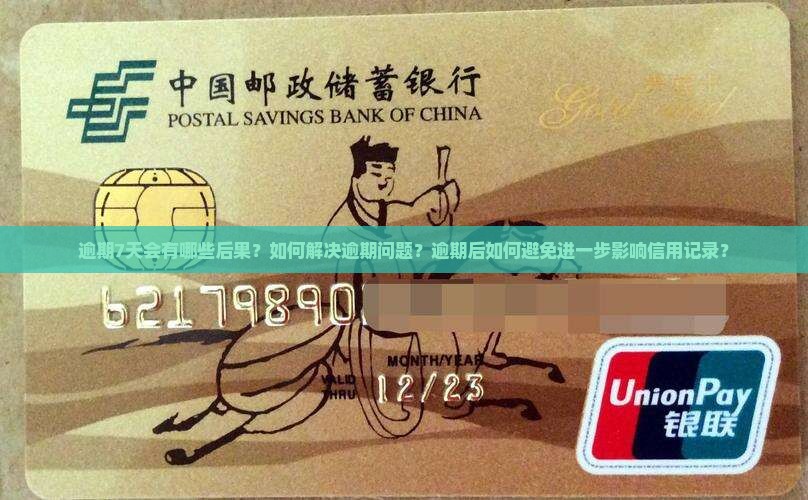 中国邮政储蓄银行
POSTAL SAVINGS BANK OF CHINA
逾期7天会有哪些后果？如何解决逾期问题？逾期后如何避免进一步影响信用记录？
62179890
MONTH/YEAR
VALID
THRU
12/23
UnionPay
银联